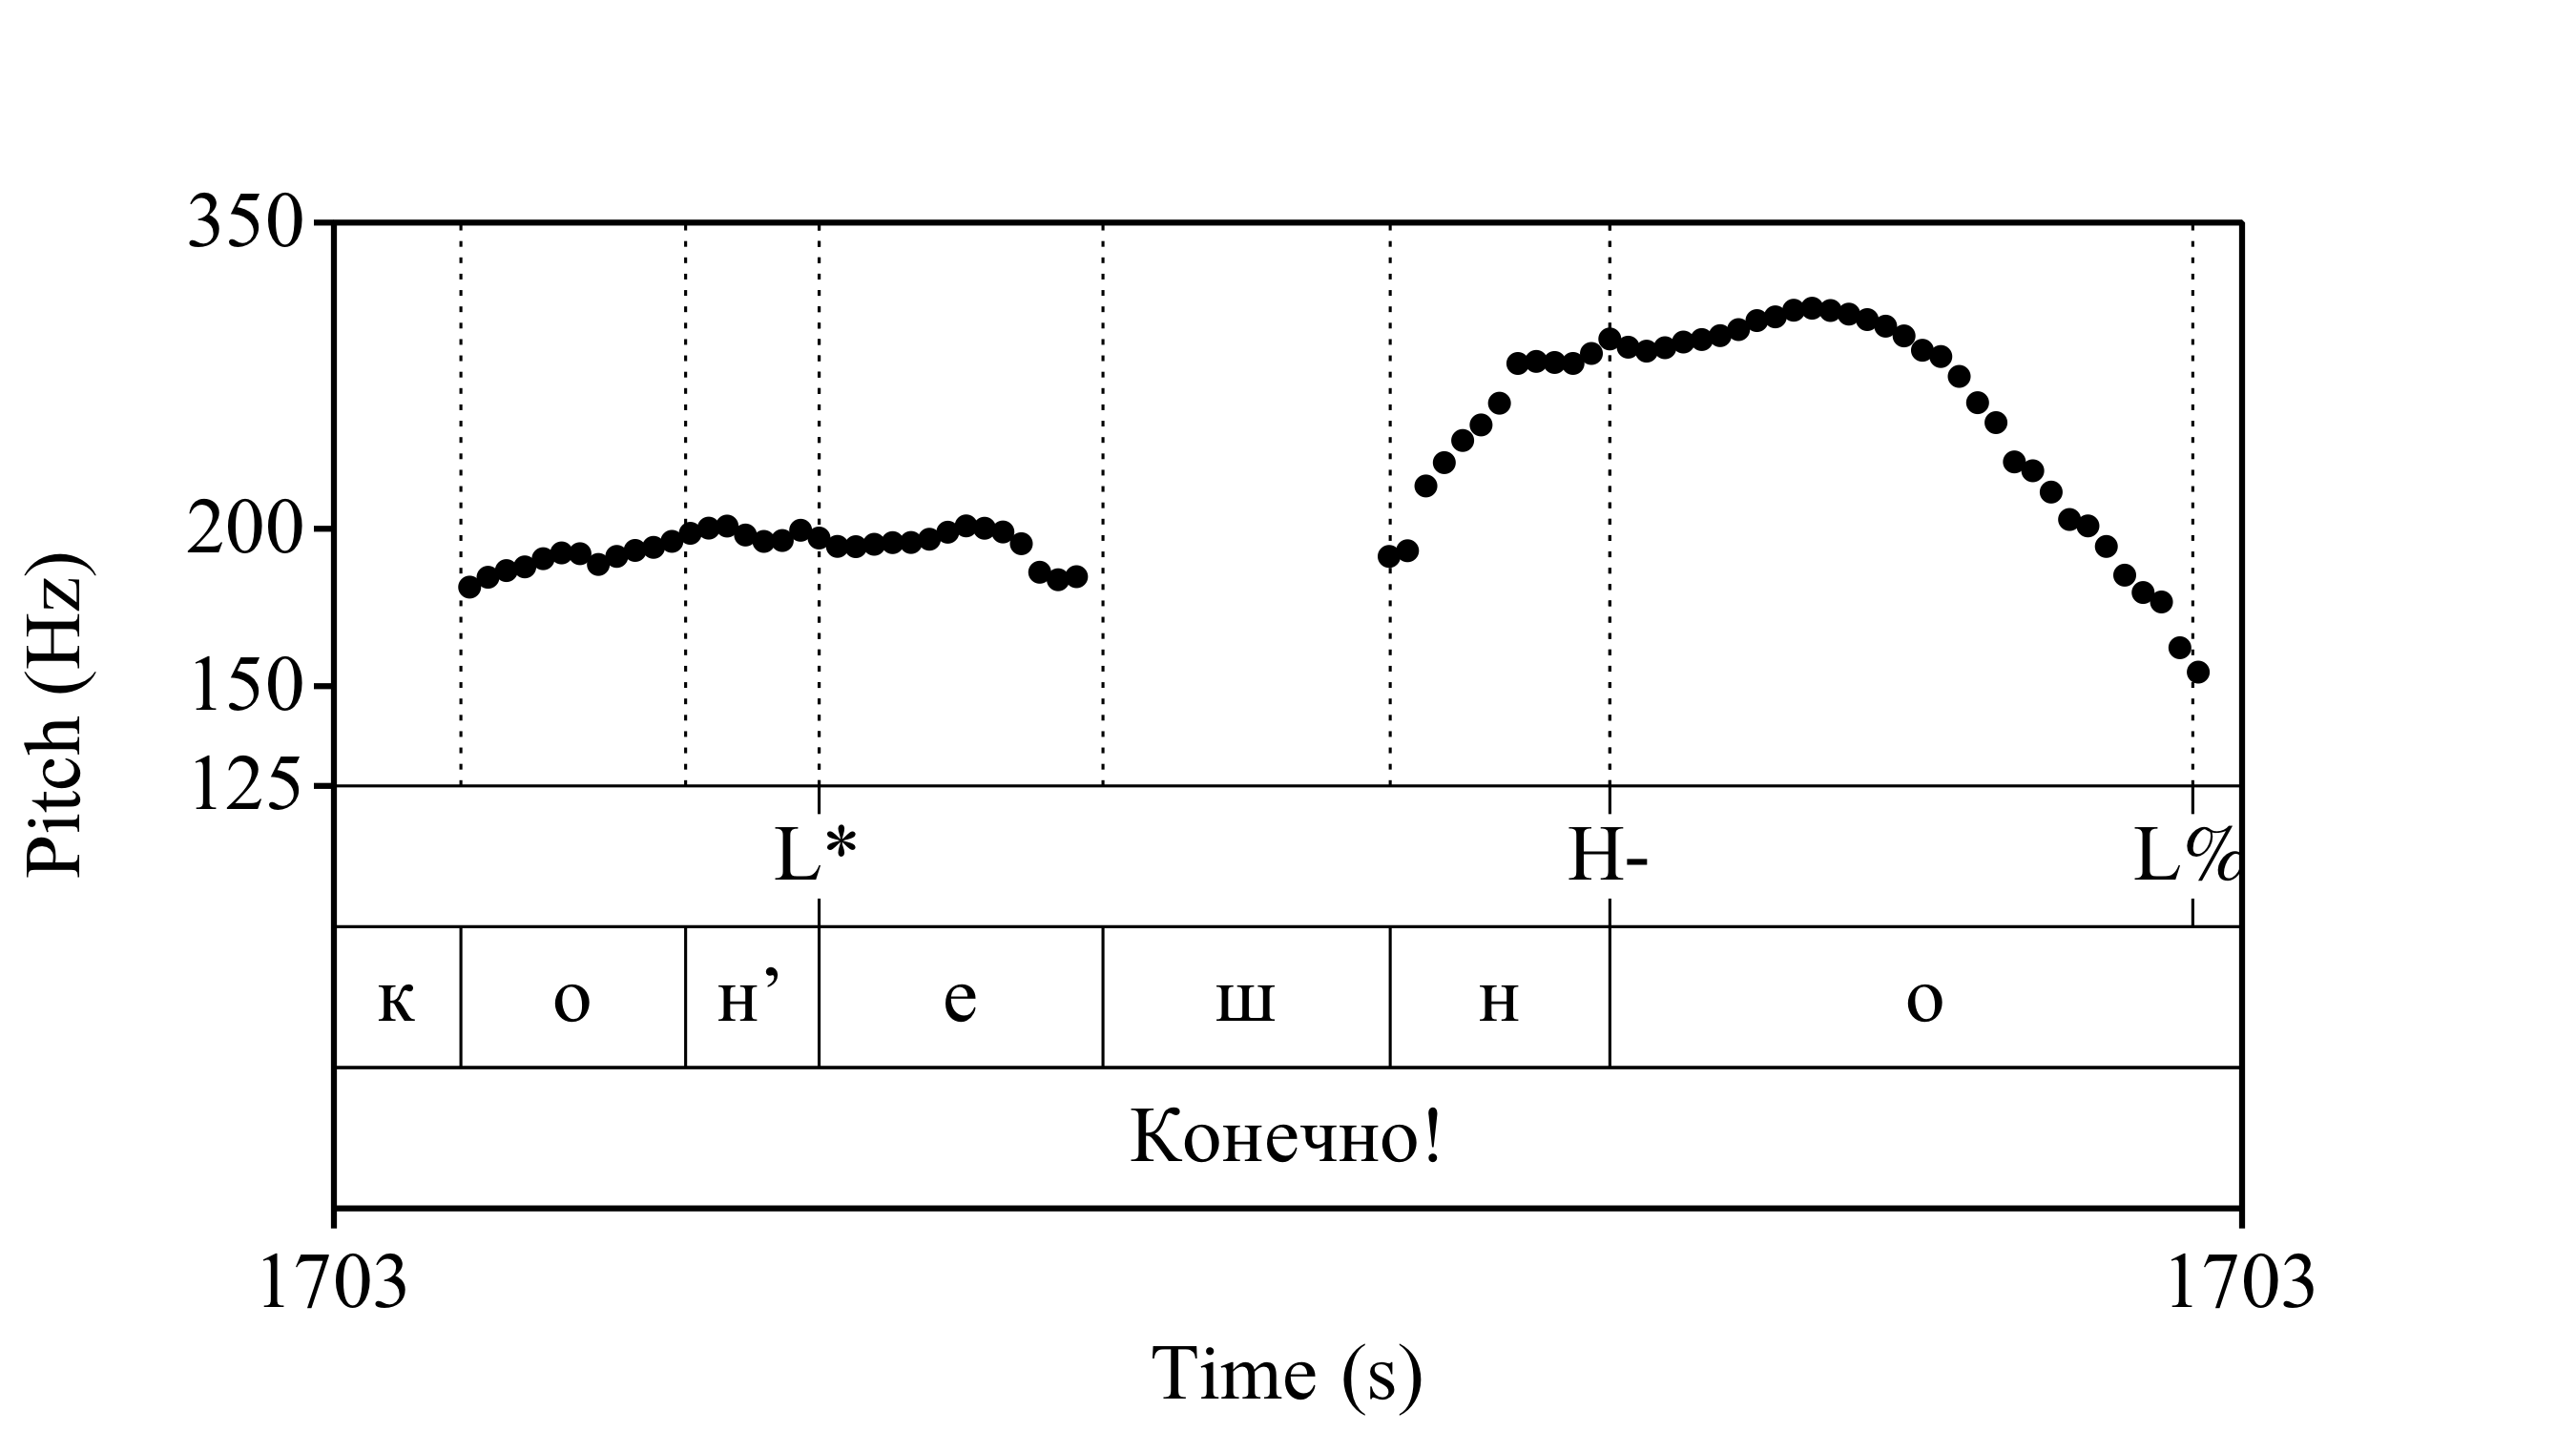 350
200
150
125
Pitch (Hz)
L* H- L%
к о н’ е ш н о
Конечно!
1703 1703
Time (s)